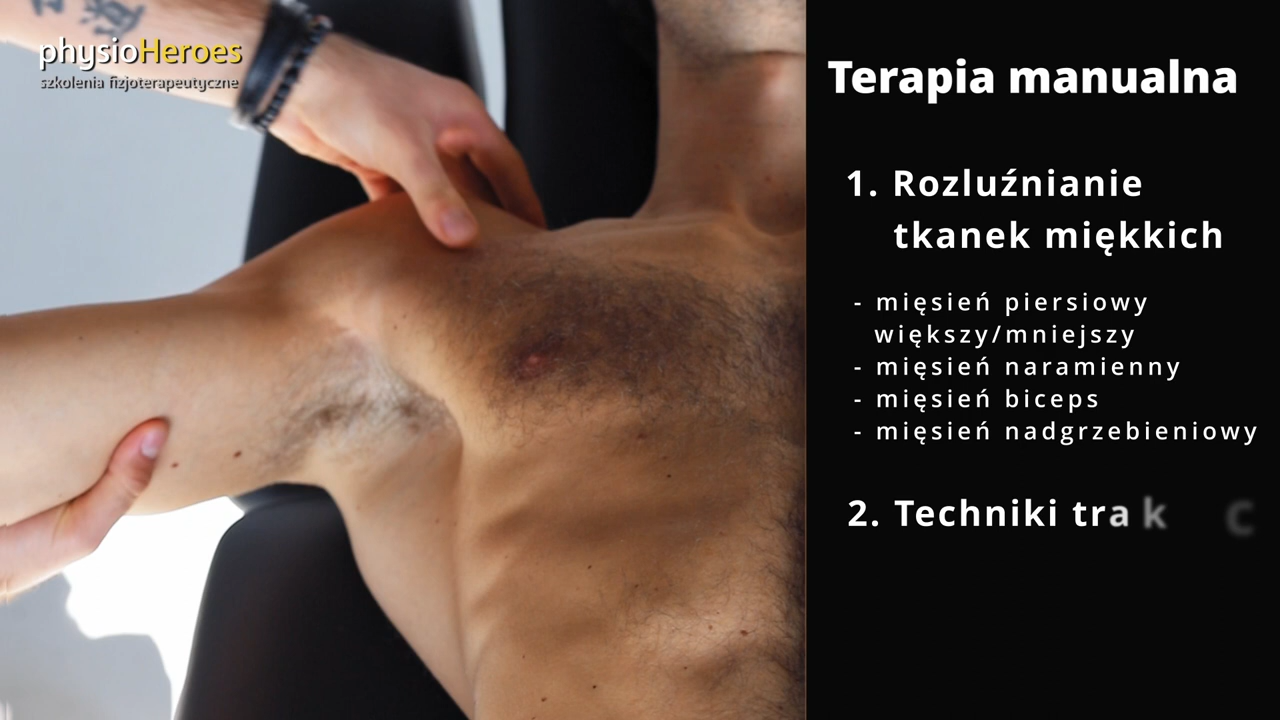 physioHeroes
szkolenia fizjoterapeutyczne
Terapia manualna
1. Rozluźnianie
tkanek miękkich
- mięsień piersiowy
większy/mniejszy
- mięsień naramienny
- mięsień biceps
- mięsień nadgrzebieniowy
2. Techniki trak c